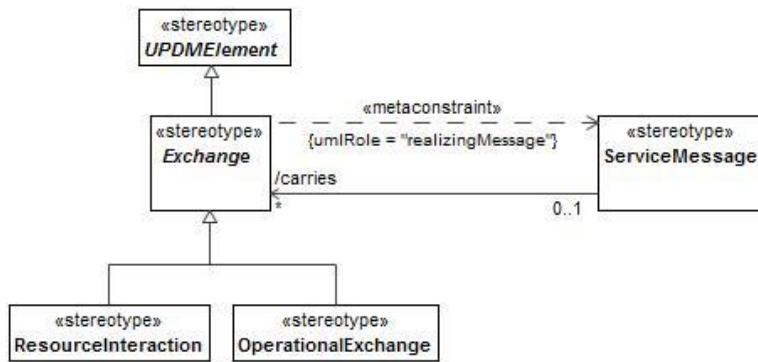 «stereotype»
UPDMElement
«metaconstraint»
«stereotype»
Exchange
{umlRole = "realizingMessage"}
«stereotype»
ServiceMessage
/carries
*
0..1
«stereotype»
ResourceInteraction
«stereotype»
OperationalExchange